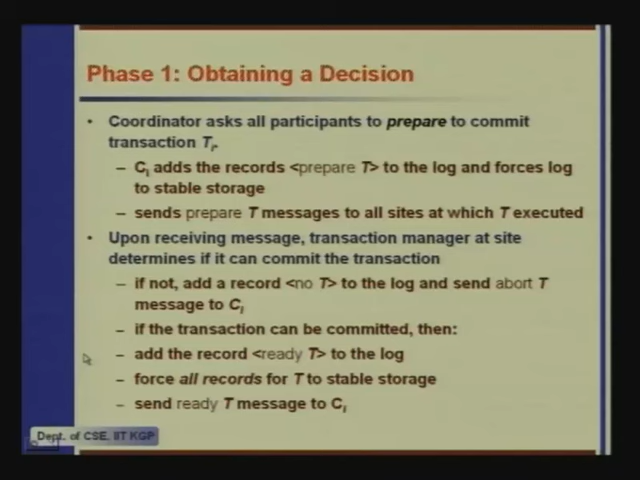 Phase 1: Obtaining a Decision
• Coordinator asks all participants to prepare to commit
transaction Ti.
– Ci adds the records <prepare T> to the log and forces log
to stable storage
– sends prepare T messages to all sites at which T executed
• Upon receiving message, transaction manager at site
determines if it can commit the transaction
– if not, add a record <no T> to the log and send abort T
message to Ci
– if the transaction can be committed, then:
– add the record <ready T> to the log
– force all records for T to stable storage
– send ready T message to Ci
Dept. of CSE, IIT KGP